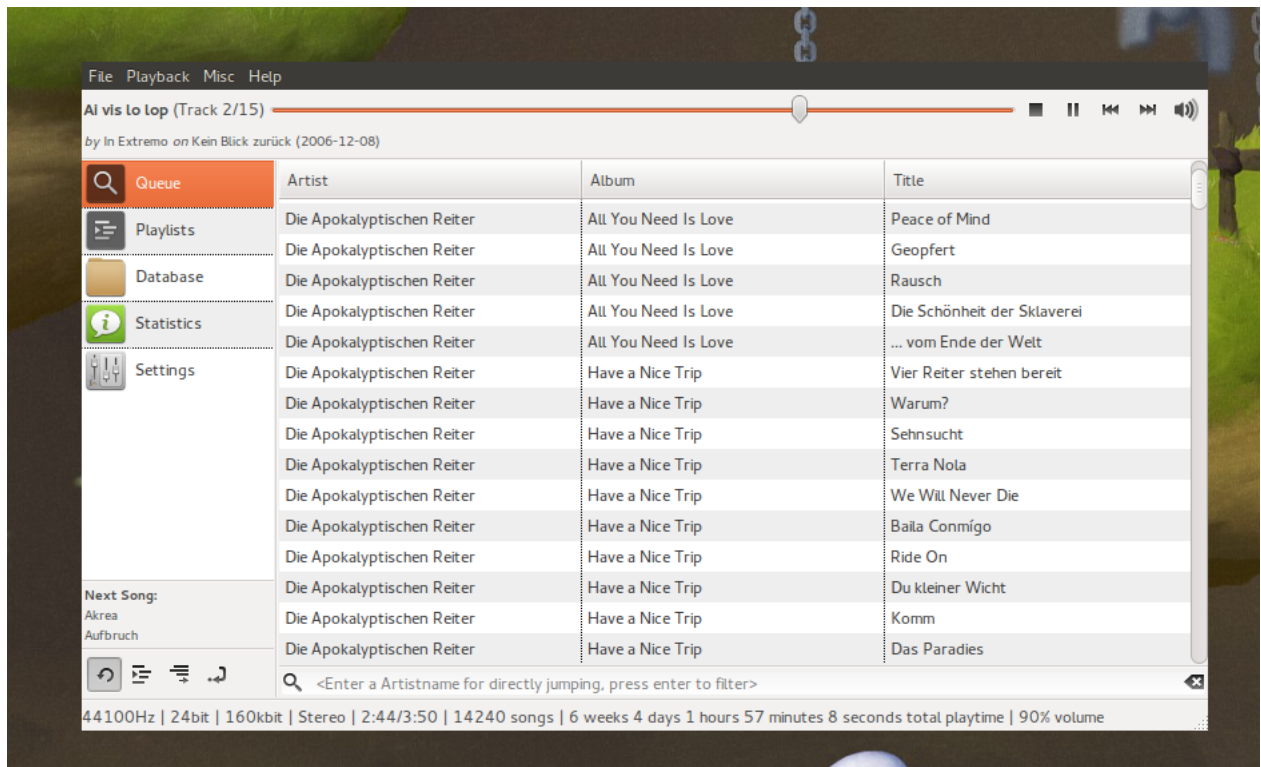 File Playback Misc Help
Ai vis lo lop (Track 2/15)
by In Extremo on Kein Blick zurück (2006-12-08)
Queue
Playlists
Database
Statistics
Settings
Artist Album Title
Die Apokalyptischen Reiter All You Need Is Love Peace of Mind
Die Apokalyptischen Reiter All You Need Is Love Geopfert
Die Apokalyptischen Reiter All You Need Is Love Rausch
Die Apokalyptischen Reiter All You Need Is Love Die Schönheit der Sklaverei
Die Apokalyptischen Reiter All You Need Is Love ... vom Ende der Welt
Die Apokalyptischen Reiter Have a Nice Trip Vier Reiter stehen bereit
Die Apokalyptischen Reiter Have a Nice Trip Warum?
Die Apokalyptischen Reiter Have a Nice Trip Sehnsucht
Die Apokalyptischen Reiter Have a Nice Trip Terra Nola
Die Apokalyptischen Reiter Have a Nice Trip We Will Never Die
Die Apokalyptischen Reiter Have a Nice Trip Baila Conmígo
Die Apokalyptischen Reiter Have a Nice Trip Ride On
Die Apokalyptischen Reiter Have a Nice Trip Du kleiner Wicht
Die Apokalyptischen Reiter Have a Nice Trip Komm
Die Apokalyptischen Reiter Have a Nice Trip Das Paradies
Next Song:
Akrea
Aufbruch
<Enter a Artistname for directly jumping, press enter to filter>
44100Hz | 24bit | 160kbit | Stereo | 2:44/3:50 | 14240 songs | 6 weeks 4 days 1 hours 57 minutes 8 seconds total playtime | 90% volume